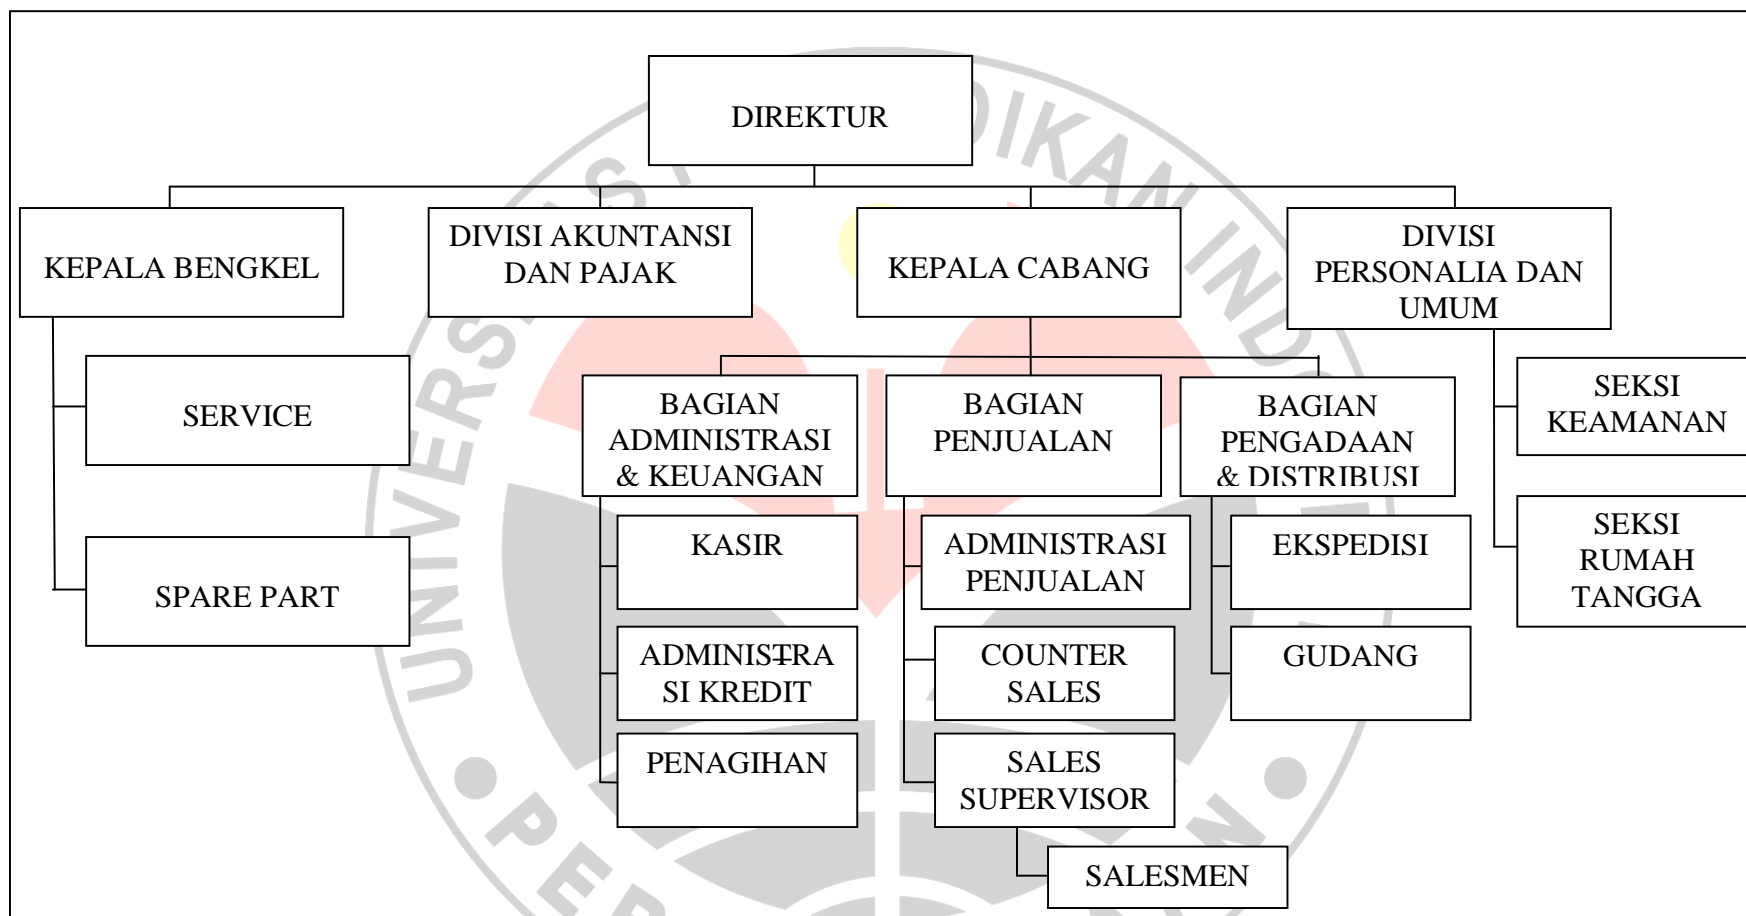 DIREKTUR
KEPALA BENGKEL
DIVISI AKUNTANSI
DAN PAJAK
KEPALA CABANG
DIVISI
PERSONALIA DAN
UMUM
SERVICE
SPARE PART
BAGIAN
ADMINISTRASI
& KEUANGAN
KASIR
ADMINISTRA
SI KREDIT
PENAGIHAN
BAGIAN
PENJUALAN
ADMINISTRASI
PENJUALAN
COUNTER
SALES
SALES
SUPERVISOR
SALESMEN
BAGIAN
PENGADAAN
& DISTRIBUSI
EKSPEDISI
GUDANG
SEKSI
KEAMANAN
SEKSI
RUMAH
TANGGA